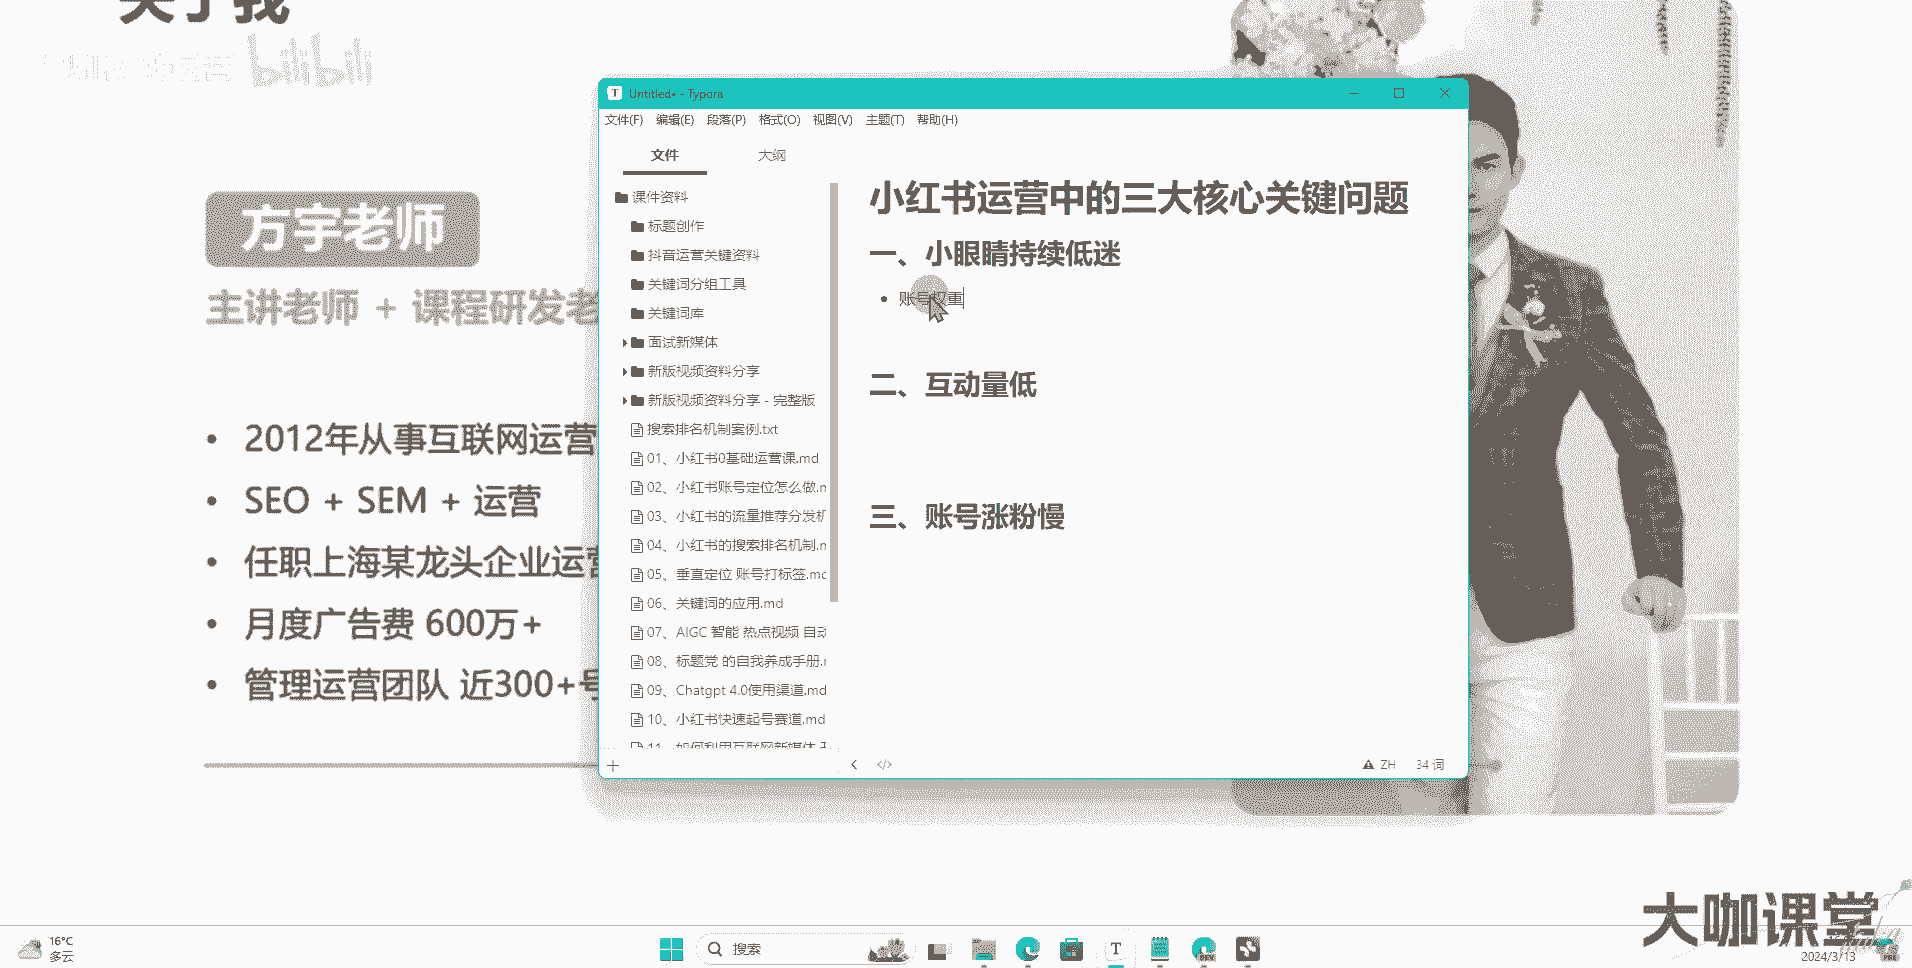 关于我
bilibili
方宇老师
主讲老师 + 课程研发老
2012年从事互联网运营
SEO + SEM + 运营
任职上海某龙头企业运营
月度广告费 600万+
管理运营团队 近300+号
Untitled• - Typora
文件(F) 编辑(E) 段落(P) 格式(O) 视图(V) 主题(T) 帮助(H)
文件 大纲
课件资料
标题创作
抖音运营关键资料
关键词分组工具
关键词库
面试新媒体
新版视频资料分享
新版视频资料分享 - 完整版
搜索排名机制案例.txt
01、小红书0基础运营课.md
02、小红书账号定位怎么做.m
03、小红书的流量推荐分发机
04、小红书的搜索排名机制.m
05、垂直定位 账号打标签.md
06、关键词的应用.md
07、AIGC 智能 热点视频 自动
08、标题党 的自我养成手册.m
09、Chatgpt 4.0使用渠道.md
10、小红书快速起号赛道.md
11、如何利用互联网新媒体
小红书运营中的三大核心关键问题
一、小眼睛持续低迷
账号权重
二、互动量低
三、账号涨粉慢
ZH 34 词
16°C
多云
搜索
T
DEV
大咖课堂
2024/3/13
PRE